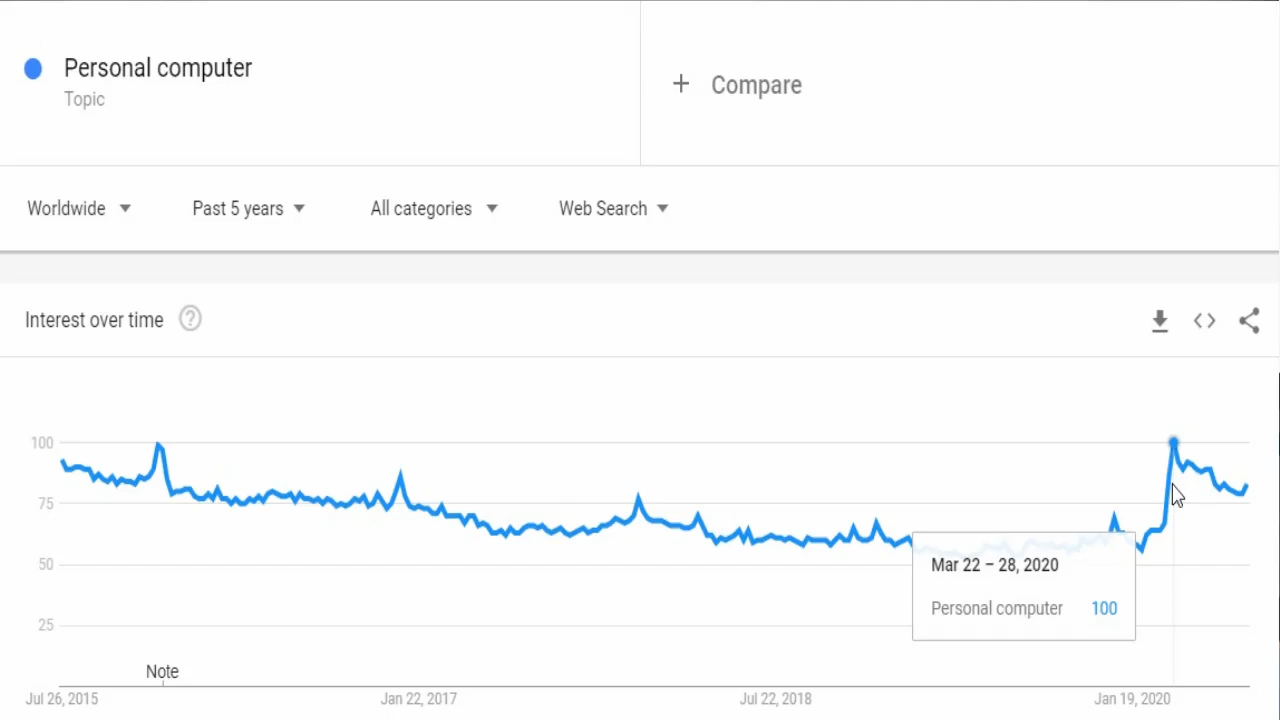 Personal computer
Topic
+ Compare
Worldwide Past 5 years All categories Web Search
Interest over time ?
100
75
50
25
Mar 22 – 28, 2020
Personal computer 100
Note
Jul 26, 2015 Jan 22, 2017 Jul 22, 2018 Jan 19, 2020